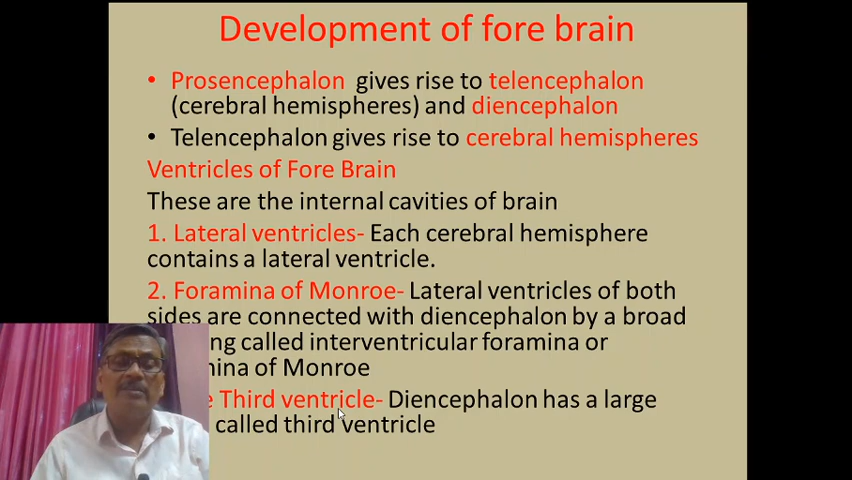 Development of fore brain
• Prosencephalon gives rise to telencephalon
(cerebral hemispheres) and diencephalon
• Telencephalon gives rise to cerebral hemispheres
Ventricles of Fore Brain
These are the internal cavities of brain
1. Lateral ventricles- Each cerebral hemisphere
contains a lateral ventricle.
2. Foramina of Monroe- Lateral ventricles of both
sides are connected with diencephalon by a broad
called interventricular foramina or
of Monroe
Third ventricle- Diencephalon has a large
called third ventricle